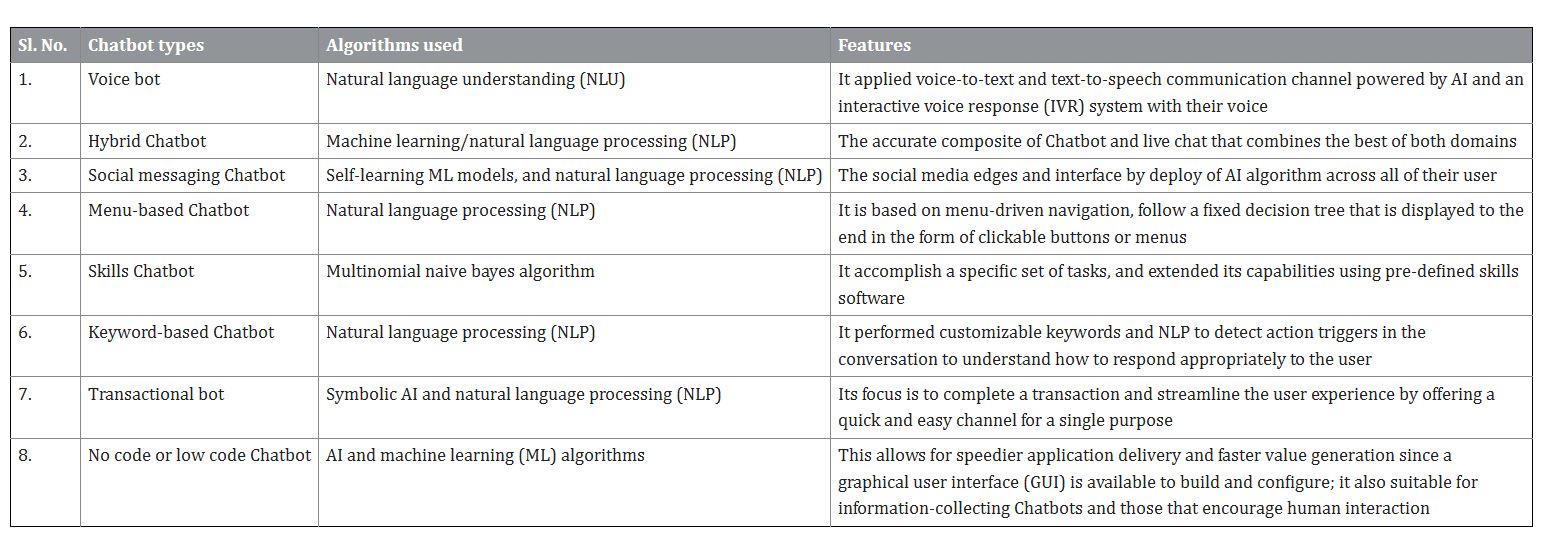 Sl. No. Chatbot types Algorithms used Features
1. Voice bot Natural language understanding (NLU) It applied voice-to-text and text-to-speech communication channel powered by AI and an
interactive voice response (IVR) system with their voice
2. Hybrid Chatbot Machine learning/natural language processing (NLP) The accurate composite of Chatbot and live chat that combines the best of both domains
3. Social messaging Chatbot Self-learning ML models, and natural language processing (NLP) The social media edges and interface by deploy of AI algorithm across all of their user
4. Menu-based Chatbot Natural language processing (NLP) It is based on menu-driven navigation, follow a fixed decision tree that is displayed to the
end in the form of clickable buttons or menus
5. Skills Chatbot Multinomial naive bayes algorithm It accomplish a specific set of tasks, and extended its capabilities using pre-defined skills
software
6. Keyword-based Chatbot Natural language processing (NLP) It performed customizable keywords and NLP to detect action triggers in the
conversation to understand how to respond appropriately to the user
7. Transactional bot Symbolic AI and natural language processing (NLP) Its focus is to complete a transaction and streamline the user experience by offering a
quick and easy channel for a single purpose
8. No code or low code Chatbot AI and machine learning (ML) algorithms This allows for speedier application delivery and faster value generation since a
graphical user interface (GUI) is available to build and configure; it also suitable for
information-collecting Chatbots and those that encourage human interaction